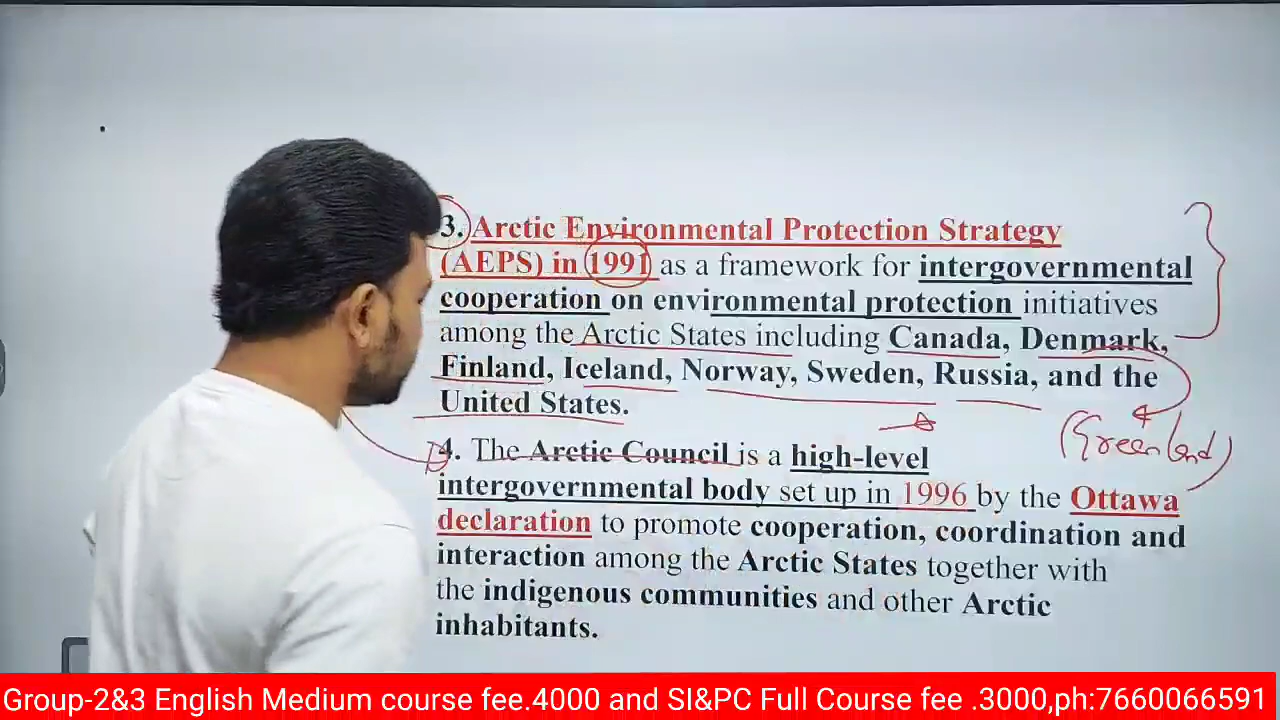 3. Arctic Environmental Protection Strategy
(AEPS) in 1991 as a framework for intergovernmental
cooperation on environmental protection initiatives
among the Arctic States including Canada, Denmark,
Finland, Iceland, Norway, Sweden, Russia, and the
United States.
(Greenland)
4. The Arctic Council is a high-level
intergovernmental body set up in 1996 by the Ottawa
declaration to promote cooperation, coordination and
interaction among the Arctic States together with
the indigenous communities and other Arctic
inhabitants.
Group-2&3 English Medium course fee.4000 and SI&PC Full Course fee .3000,ph:7660066591